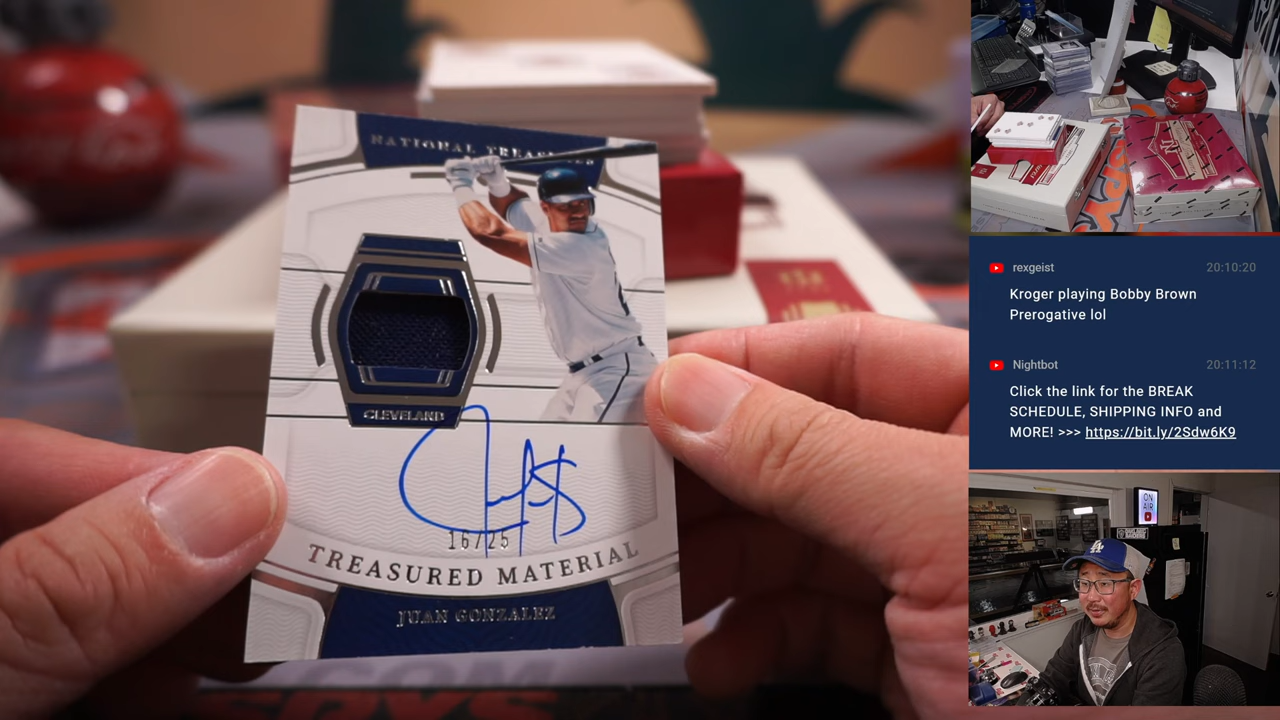 NATIONAL TREASURES
CLEVELAND
16/25
TREASURED MATERIAL
JUAN GONZALEZ
rexgeist 20:10:20
Kroger playing Bobby Brown
Prerogative lol
Nightbot 20:11:12
Click the link for the BREAK
SCHEDULE, SHIPPING INFO and
MORE! >>> https://bit.ly/2Sdw6K9
ON
AIR
LA